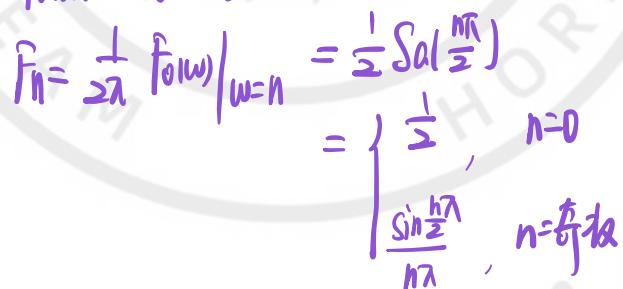 Fn = 1/2π F₀(ω)|ω=n = 1/2 Sa(nπ/2)
= { 1/2 , n=0
sin nπ/2 / nπ , n=奇数